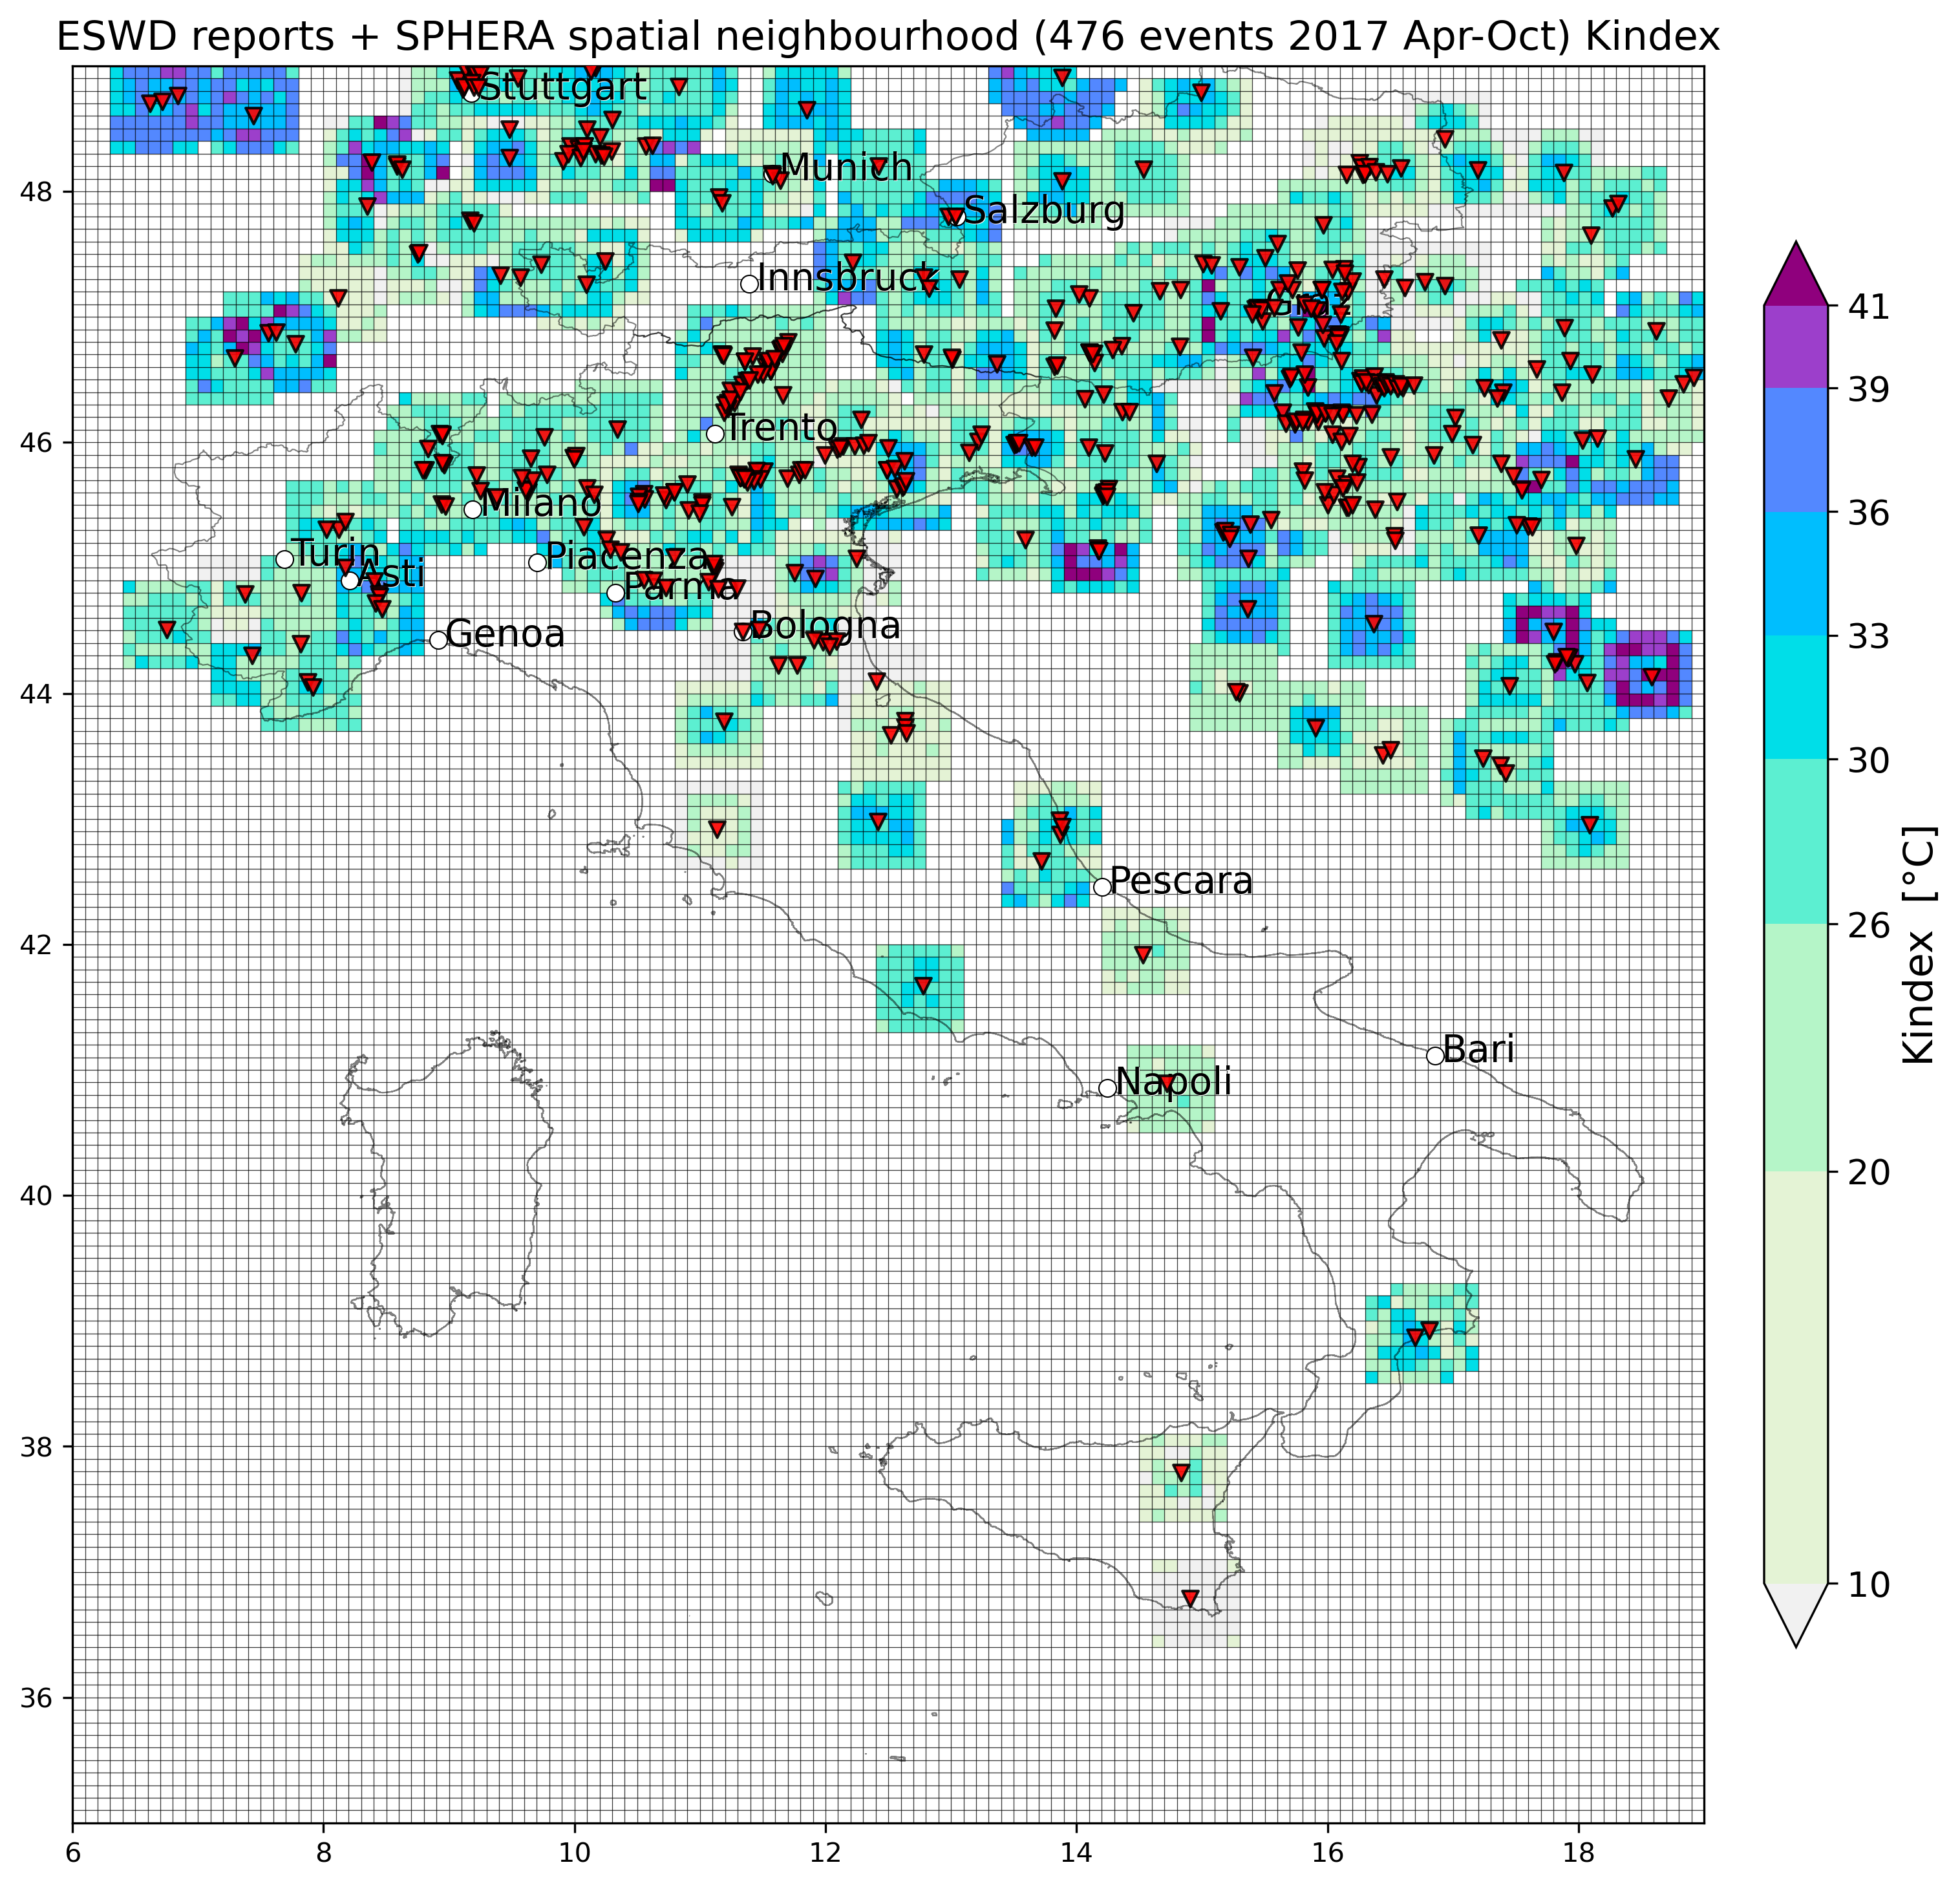 ESWD reports + SPHERA spatial neighbourhood (476 events 2017 Apr-Oct) Kindex
Stuttgart
Munich
48
Salzburg
Innsbruck
Graz
41
39
46
Trento
Milano
36
Turin
Piacenza
Asti
Parma
Genoa
Bologna
33
44
30
Pescara
26
42
Kindex [°C]
Bari
Napoli
20
40
38
10
36
6 8 10 12 14 16 18